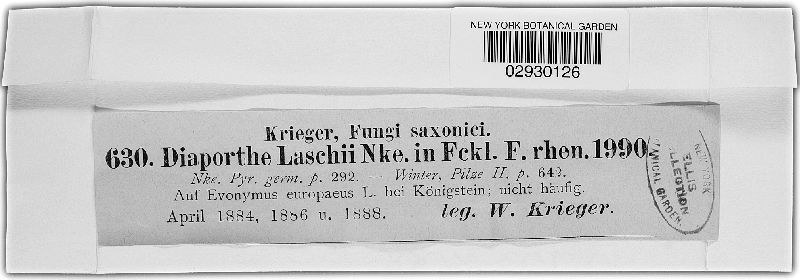 NEW YORK BOTANICAL GARDEN
02930126
Krieger, Fungi saxonici.
630. Diaporthe Laschii Nke. in Fckl. F. rhen. 1990.
Nke. Pyr. germ. p. 292. — Winter, Pilze II. p. 642.
Auf Evonymus europaeus L. bei Königstein; nicht häufig.
April 1884, 1886 u. 1888. leg. W. Krieger.
NEW YORK
ELLIS
COLLECTION
BOTANICAL GARDEN